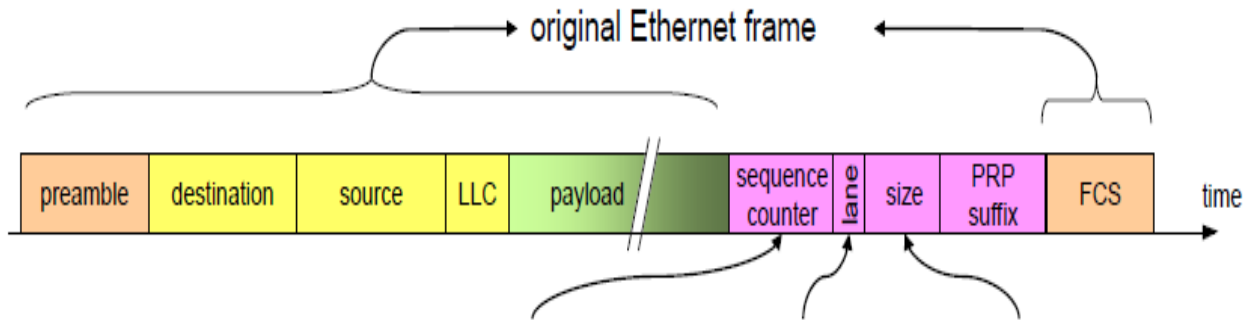 original Ethernet frame
preamble
destination
source
LLC
payload
sequence
counter
lane
size
PRP
suffix
FCS
time